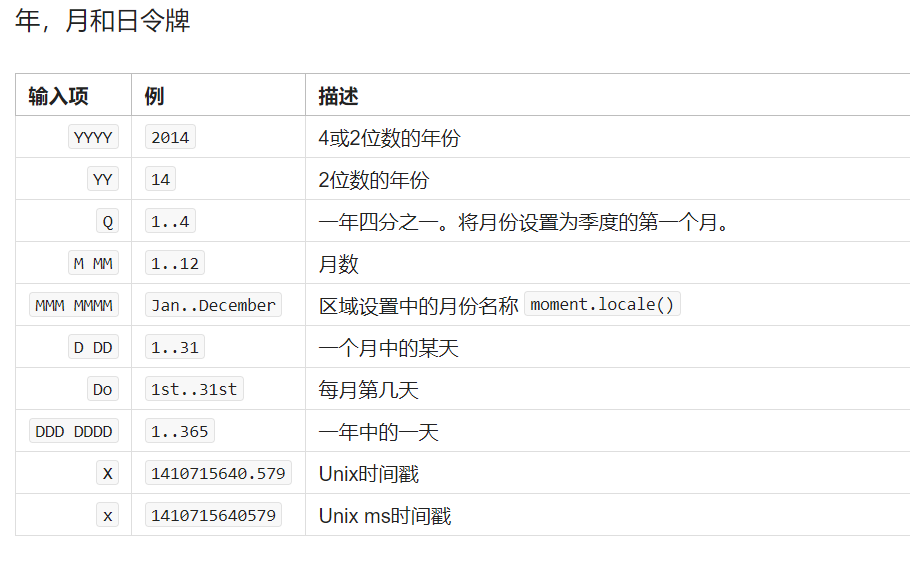 年，月和日令牌
输入项 例 描述
YYYY 2014 4或2位数的年份
YY 14 2位数的年份
Q 1..4 一年四分之一。将月份设置为季度的第一个月。
M MM 1..12 月数
MMM MMMM Jan..December 区域设置中的月份名称 moment.locale()
D DD 1..31 一个月中的某天
Do 1st..31st 每月第几天
DDD DDDD 1..365 一年中的一天
X 1410715640.579 Unix时间戳
x 1410715640579 Unix ms时间戳